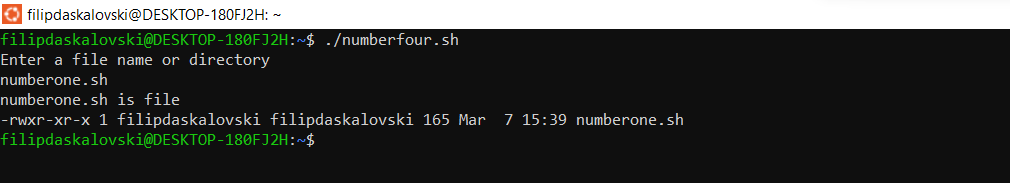 filipdaskalovski@DESKTOP-180FJ2H: ~
filipdaskalovski@DESKTOP-180FJ2H:~$ ./numberfour.sh
Enter a file name or directory
numberone.sh
numberone.sh is file
-rwxr-xr-x 1 filipdaskalovski filipdaskalovski 165 Mar  7 15:39 numberone.sh
filipdaskalovski@DESKTOP-180FJ2H:~$